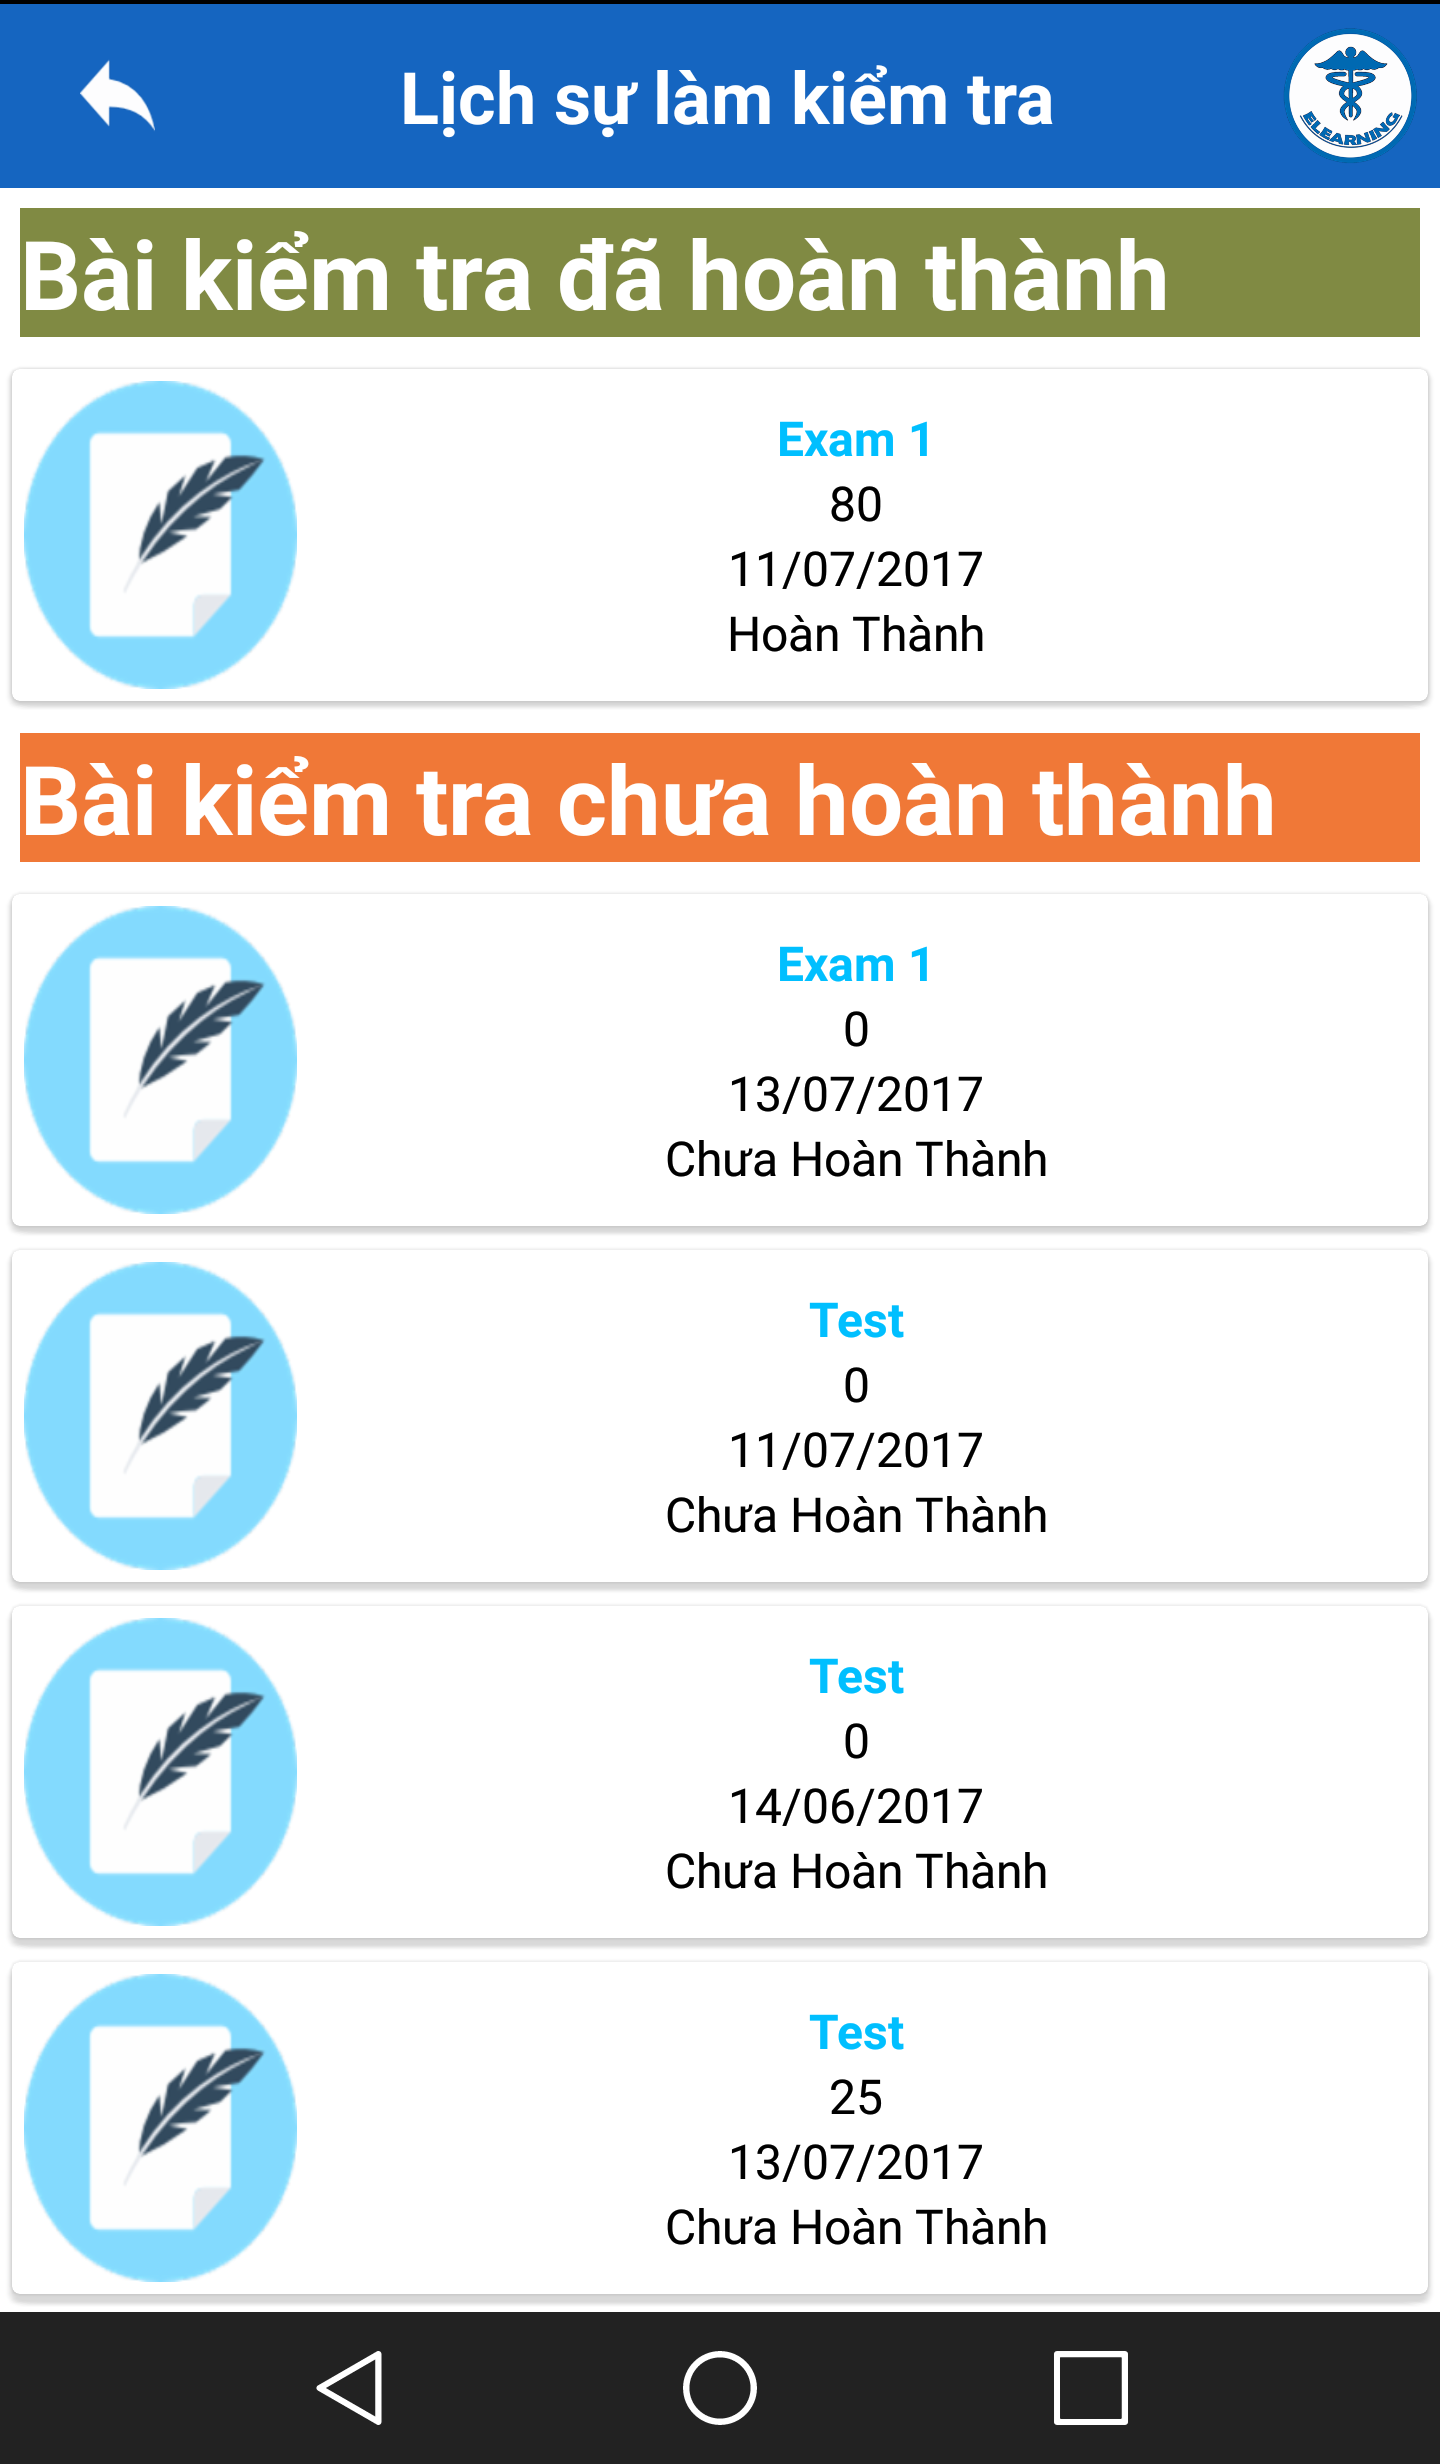 Lịch sự làm kiểm tra
ELEARNING
Bài kiểm tra đã hoàn thành
Exam 1
80
11/07/2017
Hoàn Thành
Bài kiểm tra chưa hoàn thành
Exam 1
0
13/07/2017
Chưa Hoàn Thành
Test
0
11/07/2017
Chưa Hoàn Thành
Test
0
14/06/2017
Chưa Hoàn Thành
Test
25
13/07/2017
Chưa Hoàn Thành